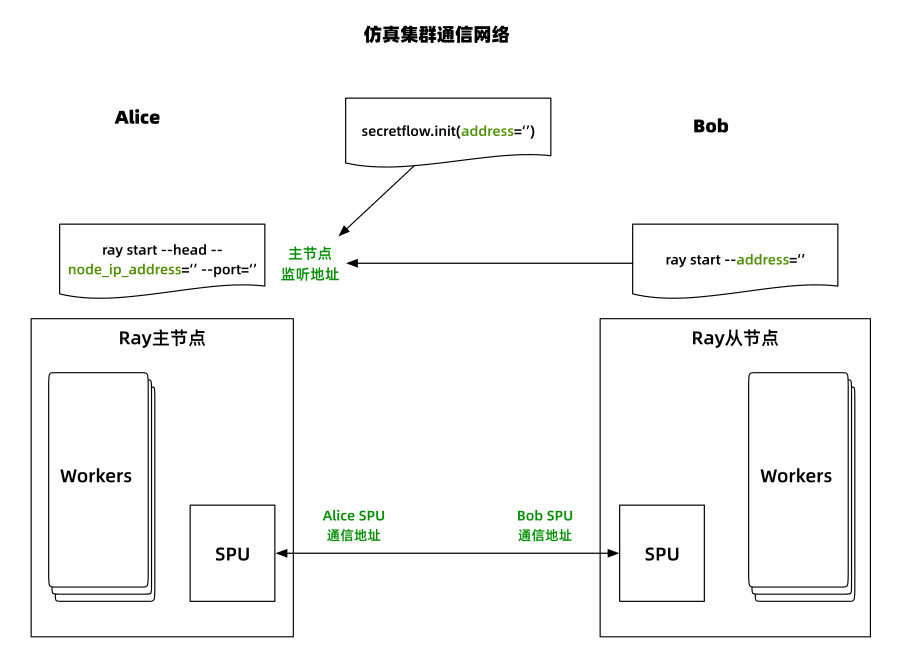 仿真集群通信网络
Alice
Bob
secretflow.init(address='')
ray start --head --
node_ip_address='' --port=''
主节点
监听地址
ray start --address=''
Ray主节点
Ray从节点
Workers
SPU
Alice SPU
通信地址
Bob SPU
通信地址
SPU
Workers